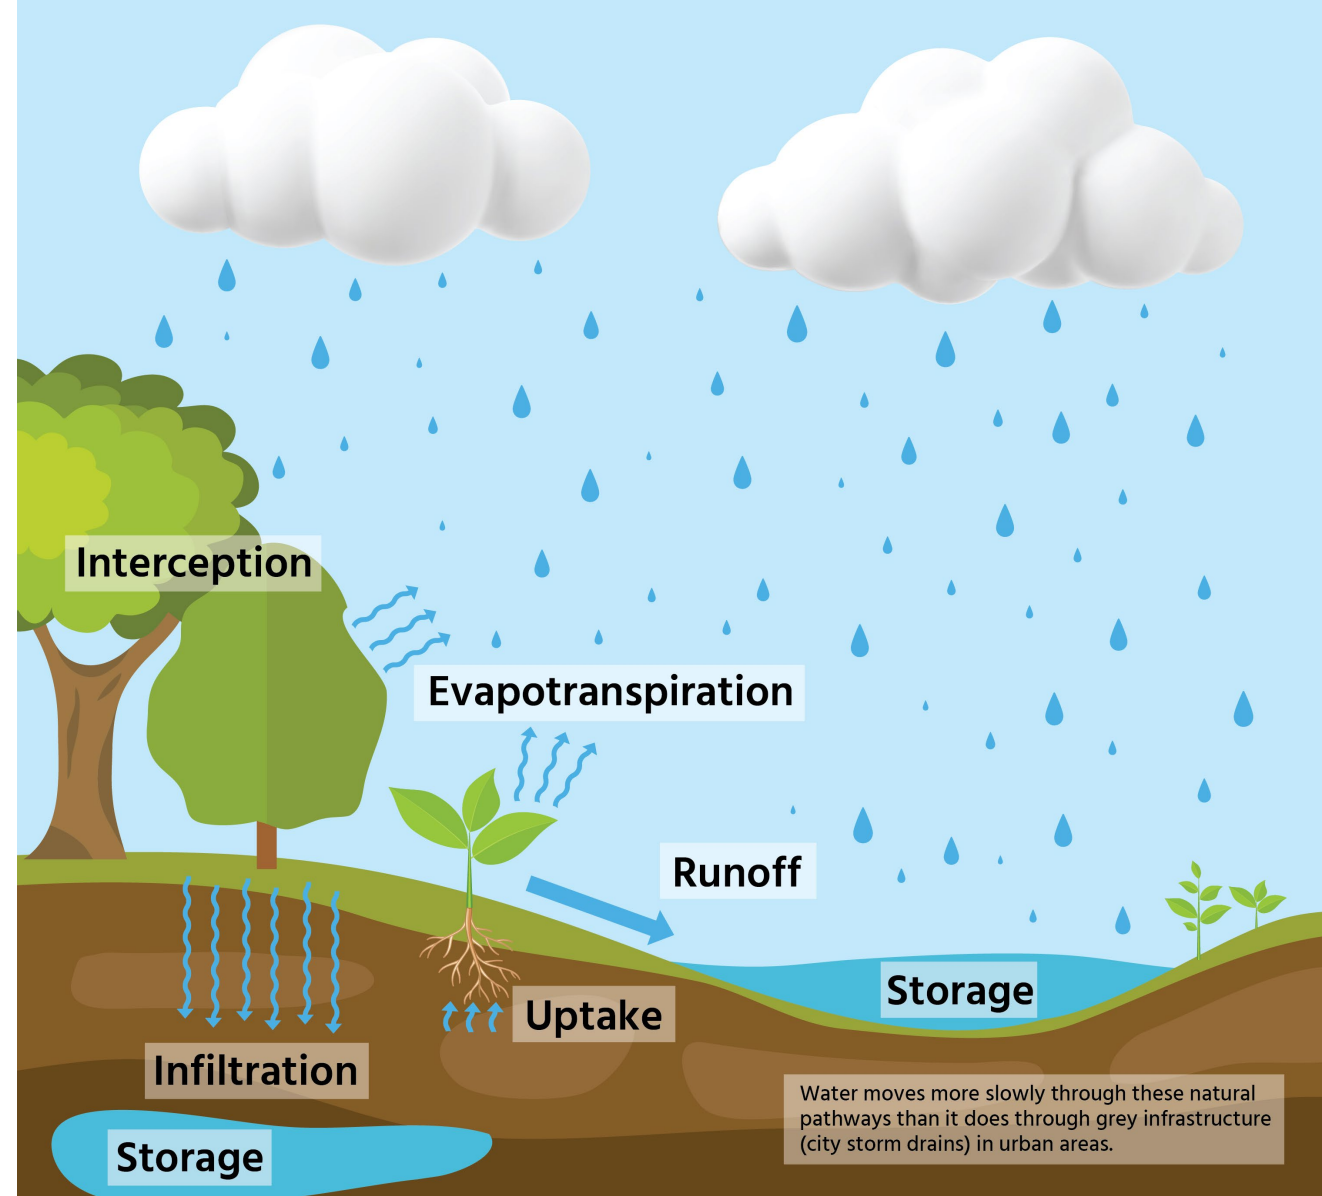 Interception
Evapotranspiration
Runoff
Storage
Uptake
Infiltration
Water moves more slowly through these natural
pathways than it does through grey infrastructure
(city storm drains) in urban areas.
Storage